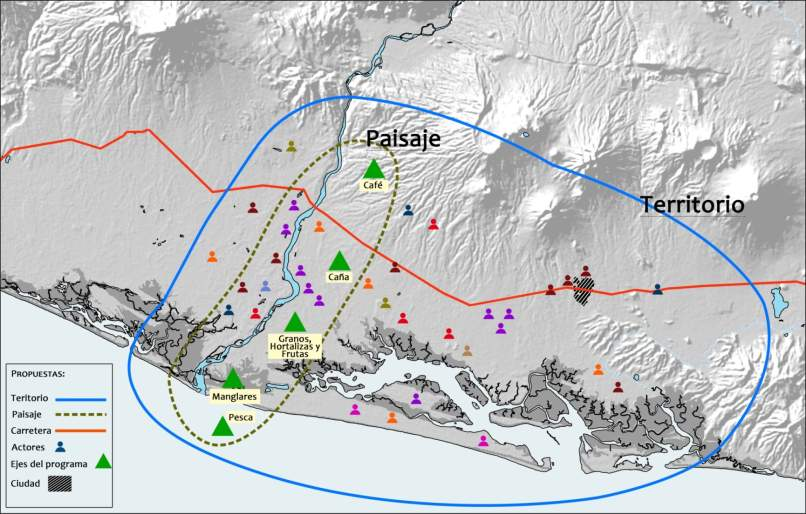 Paisaje
Café
Territorio
Caña
Granos,
Hortalizas y
Frutas
Manglares
Pesca
PROPUESTAS:
Teritorio
Paisaje
Carretera
Actores
Ejes del programa
Ciudad